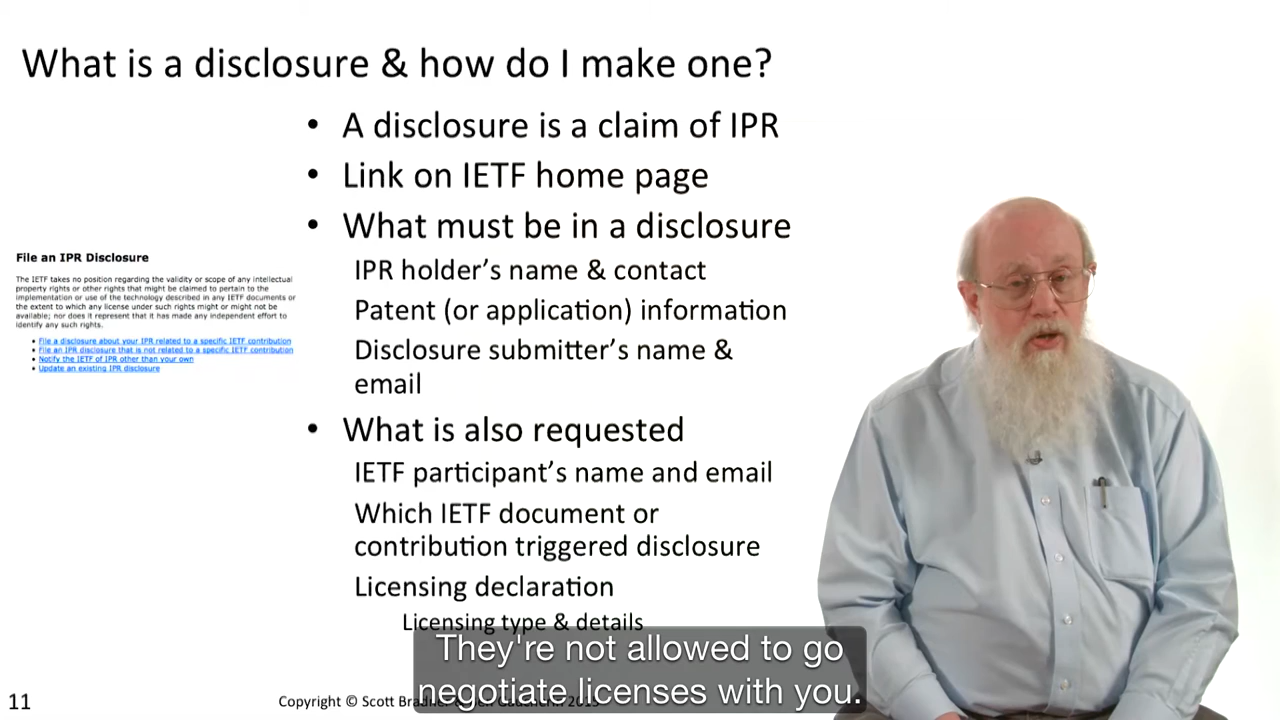 What is a disclosure & how do I make one?
• A disclosure is a claim of IPR
• Link on IETF home page
• What must be in a disclosure
IPR holder's name & contact
Patent (or application) information
Disclosure submitter's name &
email
• What is also requested
IETF participant's name and email
Which IETF document or
contribution triggered disclosure
Licensing declaration
Licensing type & details
File an IPR Disclosure
The IETF takes no position regarding the validity or scope of any intellectual
property rights or other rights that might be claimed to pertain to the
implementation or use of the technology described in any IETF documents or
the extent to which any license under such rights might or might not be
available; nor does it represent that it has made any independent effort to
identify any such rights.
• File a disclosure about your IPR related to a specific IETF contribution
• File an IPR disclosure that is not related to a specific IETF contribution
• Notify the IETF of IPR other than your own
• Update an existing IPR disclosure
They're not allowed to go
negotiate licenses with you.
11
Copyright © Scott